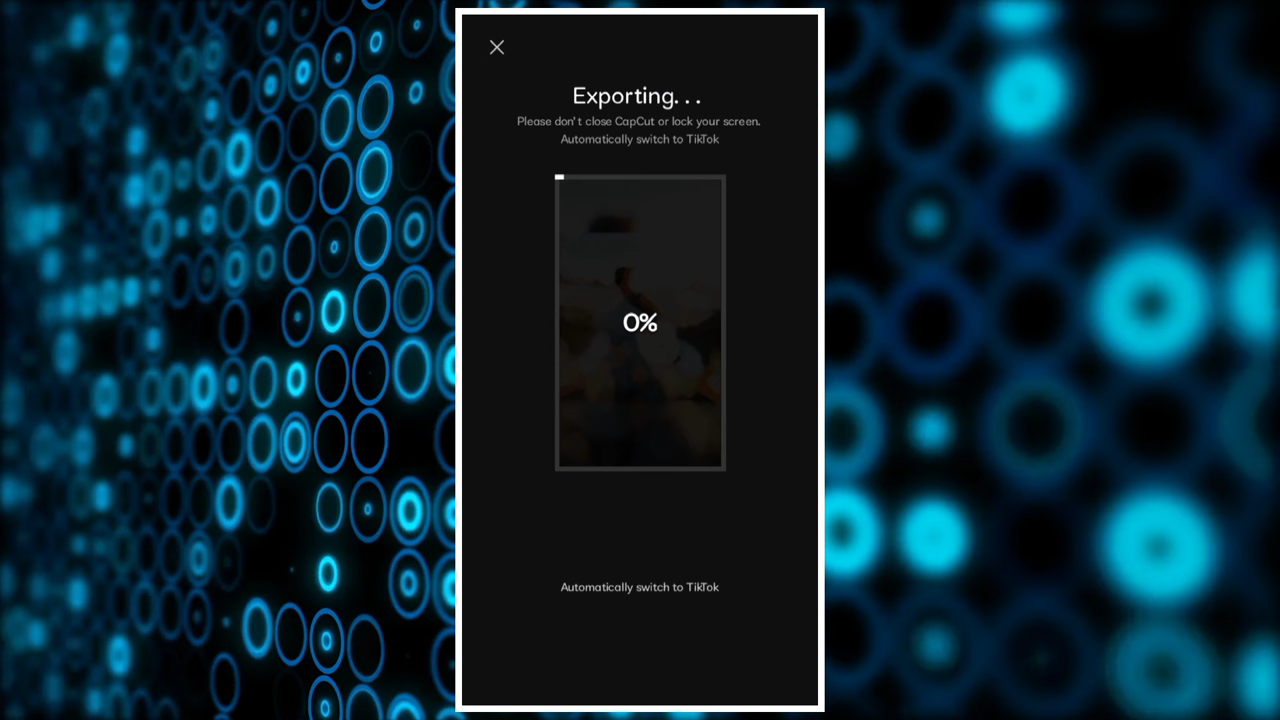 Exporting...
Please don't close CapCut or lock your screen.
Automatically switch to TikTok
0%
Automatically switch to TikTok